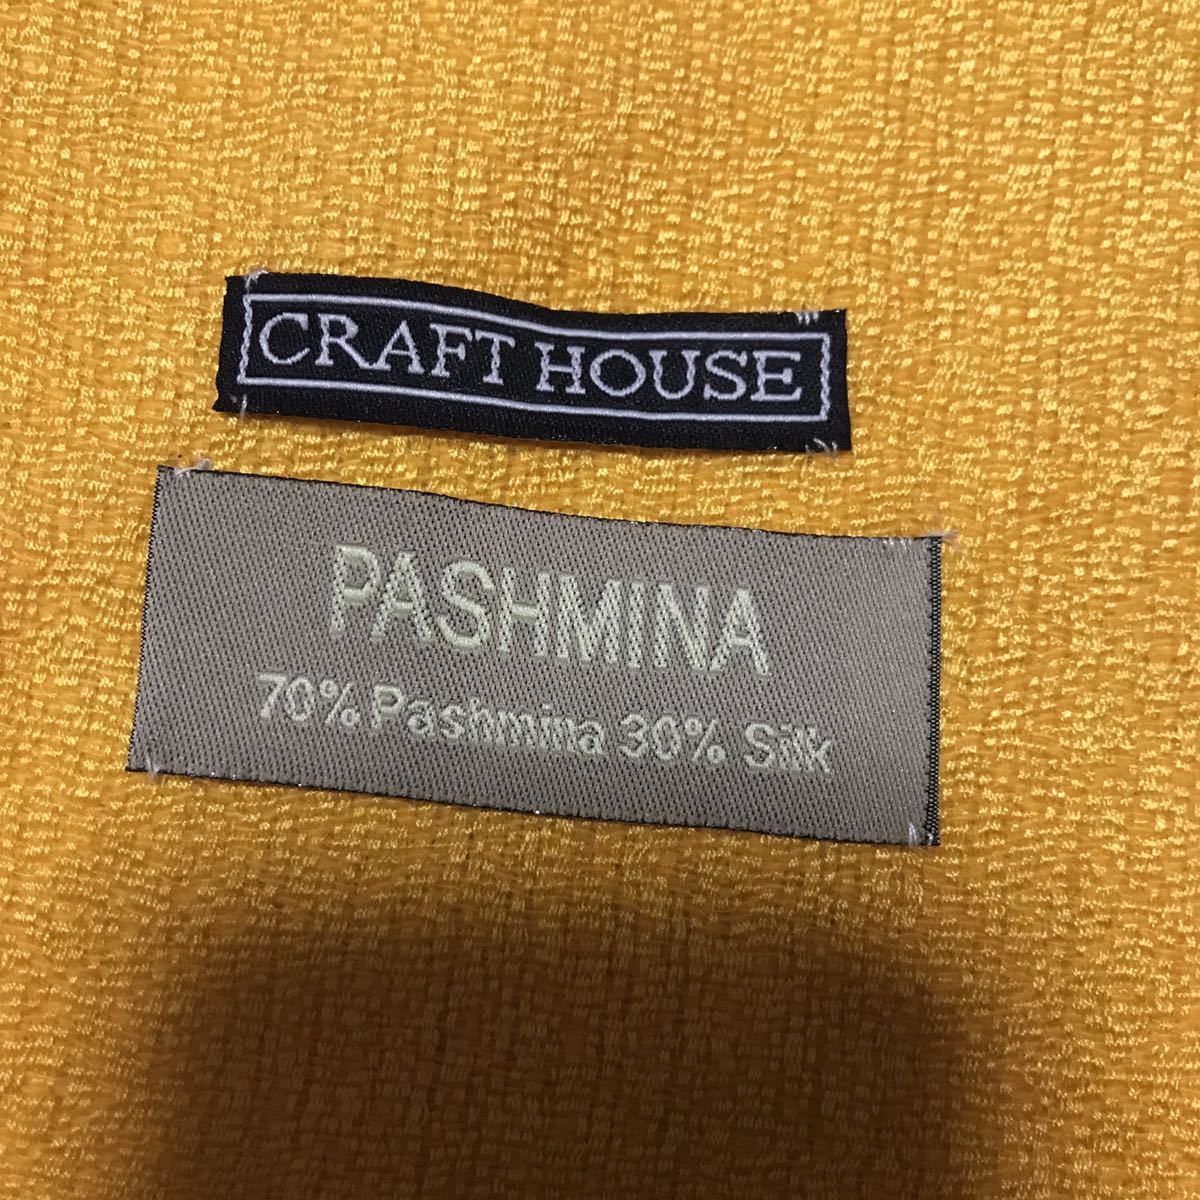 CRAFT HOUSE
PASHMINA
70% Pashmina 30% Silk